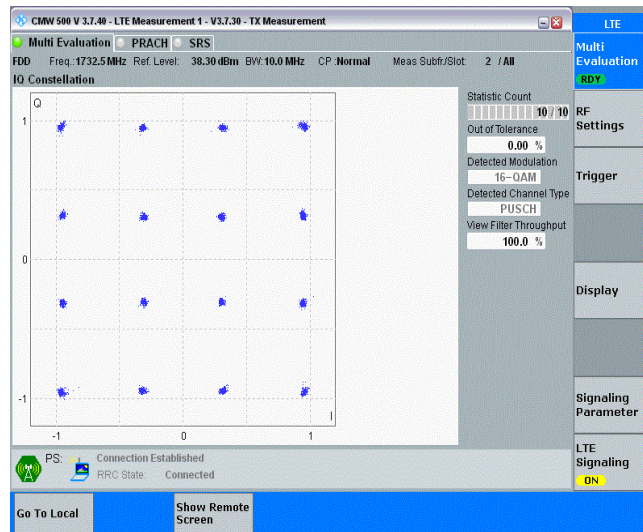 CMW 500 V 3.7.40 - LTE Measurement 1 - V3.7.30 - TX Measurement
LTE
Multi Evaluation PRACH SRS
Multi
Evaluation
RDY
FDD Freq.:1732.5 MHz Ref. Level: 38.30 dBm BW:10.0 MHz CP :Normal Meas Subfr./Slot: 2 / All
IQ Constellation
Q
1
0
-1
-1 0 1
I
Statistic Count
10 / 10
Out of Tolerance
0.00 %
Detected Modulation
16-QAM
Detected Channel Type
PUSCH
View Filter Throughput
100.0 %
RF
Settings
Trigger
Display
Signaling
Parameter
LTE
Signaling
ON
PS: Connection Established
RRC State: Connected
Go To Local
Show Remote
Screen